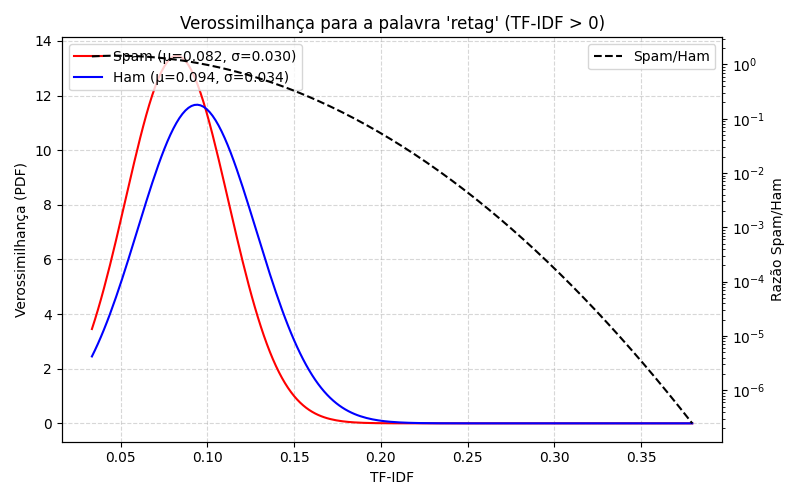 Verossimilhança para a palavra 'retag' (TF-IDF > 0)
Spam (μ=0.082, σ=0.030)
Ham (μ=0.094, σ=0.034)
Spam/Ham
Verossimilhança (PDF)
14
12
10
8
6
4
2
0
0.05 0.10 0.15 0.20 0.25 0.30 0.35
TF-IDF
10⁰
10⁻¹
10⁻²
10⁻³
10⁻⁴
10⁻⁵
10⁻⁶
Razão Spam/Ham